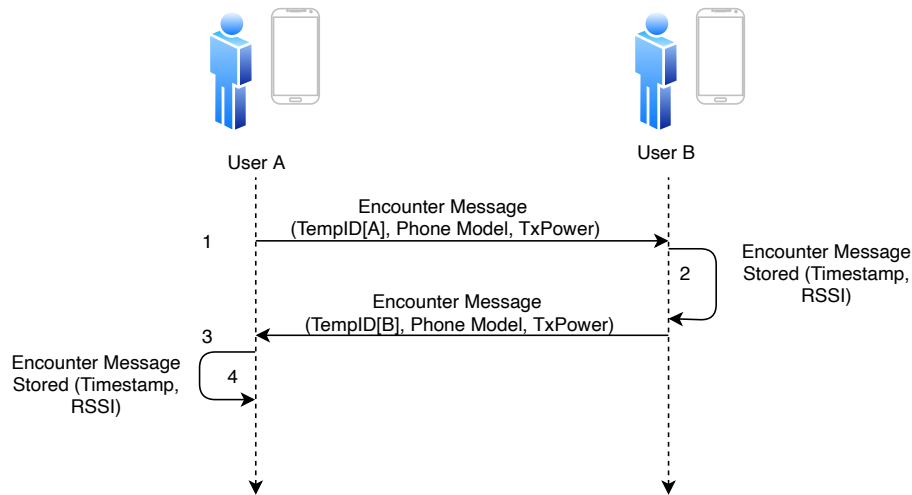 User A
User B
Encounter Message
(TempID[A], Phone Model, TxPower)
1
Encounter Message
Stored (Timestamp,
RSSI)
2
Encounter Message
(TempID[B], Phone Model, TxPower)
3
Encounter Message
Stored (Timestamp,
RSSI)
4